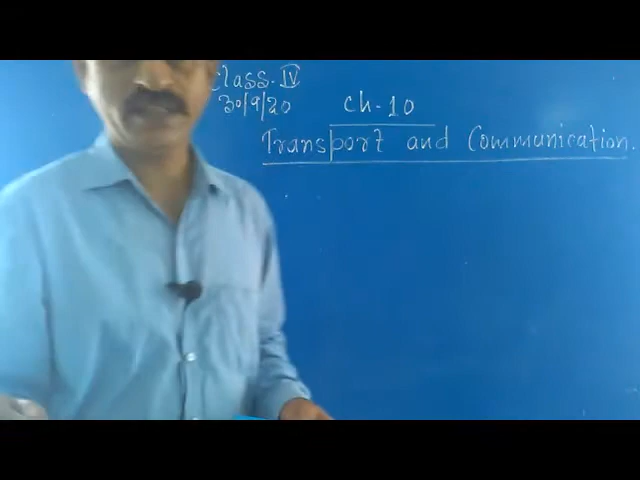 Class-IV
30/9/20
Ch-10
Transport and Communication.